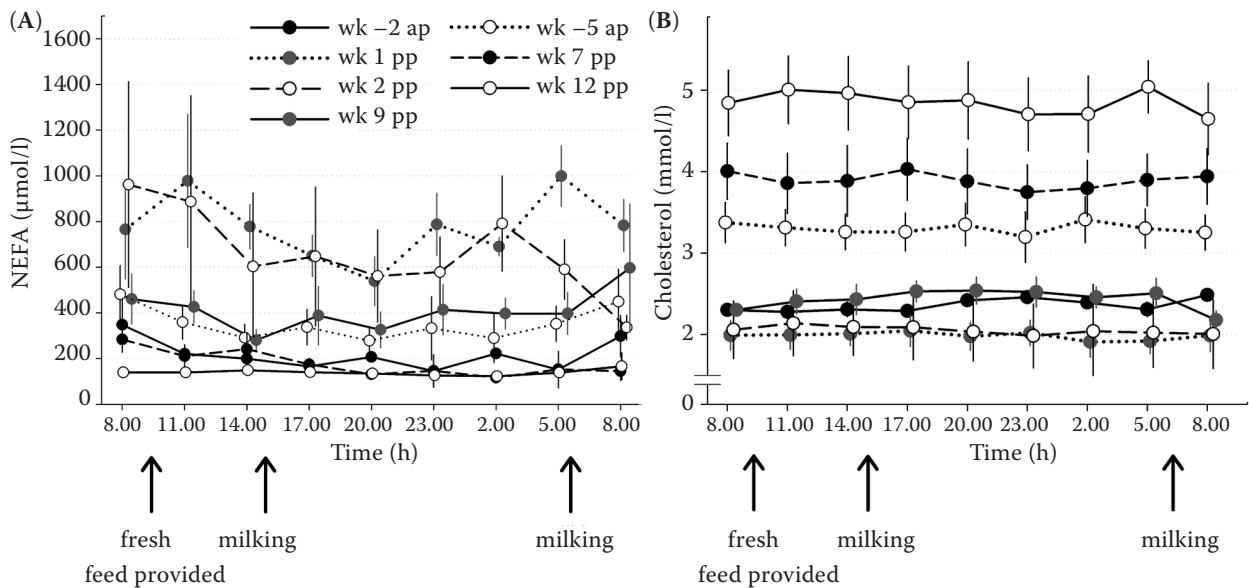 (A)
1600
1400
1200
1000
800
600
400
200
0
NEFA (µmol/l)
wk −2 ap
wk −5 ap
wk 1 pp
wk 7 pp
wk 2 pp
wk 12 pp
wk 9 pp
8.00 11.00 14.00 17.00 20.00 23.00 2.00 5.00 8.00
Time (h)
fresh
feed provided
milking
milking
(B)
5
4
3
2
0
Cholesterol (mmol/l)
8.00 11.00 14.00 17.00 20.00 23.00 2.00 5.00 8.00
Time (h)
fresh
feed provided
milking
milking